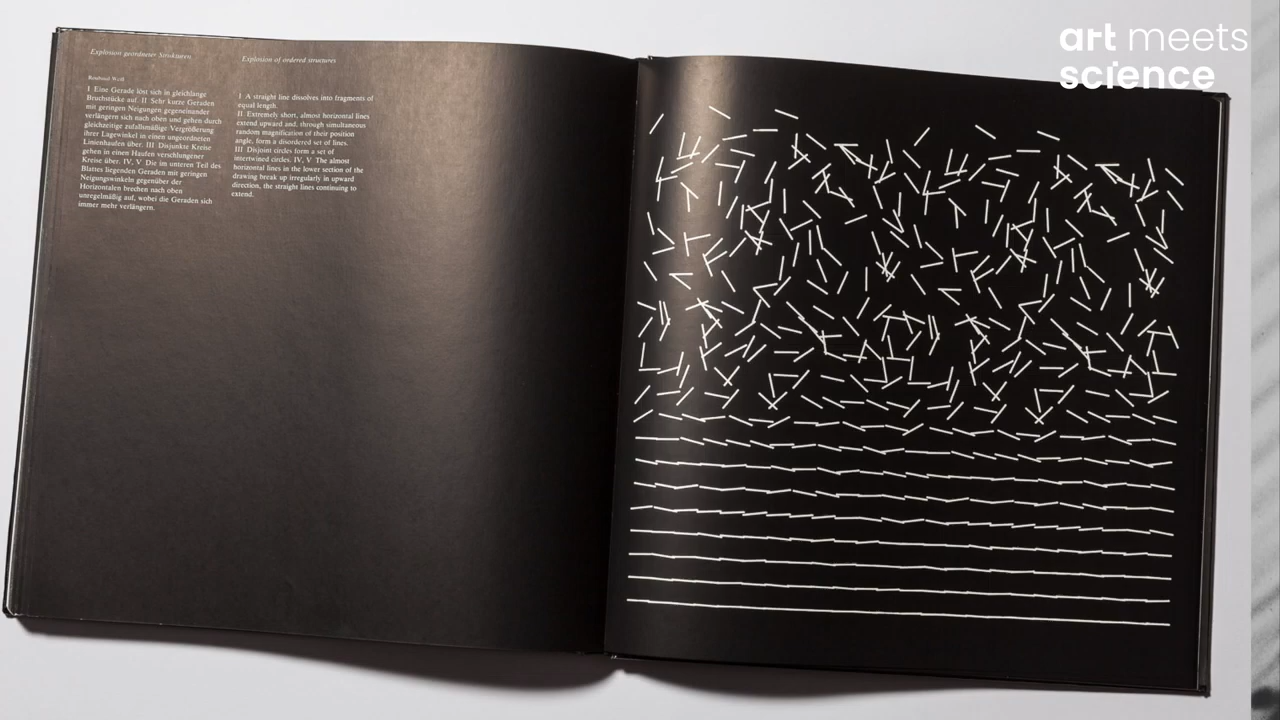 art meets
science
Explosion geordneter Strukturen
Reinhard Weiß
I Eine Gerade löst sich in gleichlange
Bruchstücke auf. II Sehr kurze Geraden
mit geringen Neigungen gegeneinander
verlängern sich nach oben und gehen durch
gleichzeitige zufallsmäßige Vergrößerung
ihrer Lagewinkel in einen ungeordneten
Linienhaufen über. III Disjunkte Kreise
gehen in einen Haufen verschlungener
Kreise über. IV, V Die im unteren Teil des
Blattes liegenden Geraden mit geringen
Neigungswinkeln gegenüber der
Horizontalen brechen nach oben
unregelmäßig auf, wobei die Geraden sich
immer mehr verlängern.
Explosion of ordered structures
I A straight line dissolves into fragments of
equal length.
II Extremely short, almost horizontal lines
extend upward and, through simultaneous
random magnification of their position
angle, form a disordered set of lines.
III Disjoint circles form a set of
intertwined circles. IV, V The almost
horizontal lines in the lower section of the
drawing break up irregularly in upward
direction, the straight lines continuing to
extend.